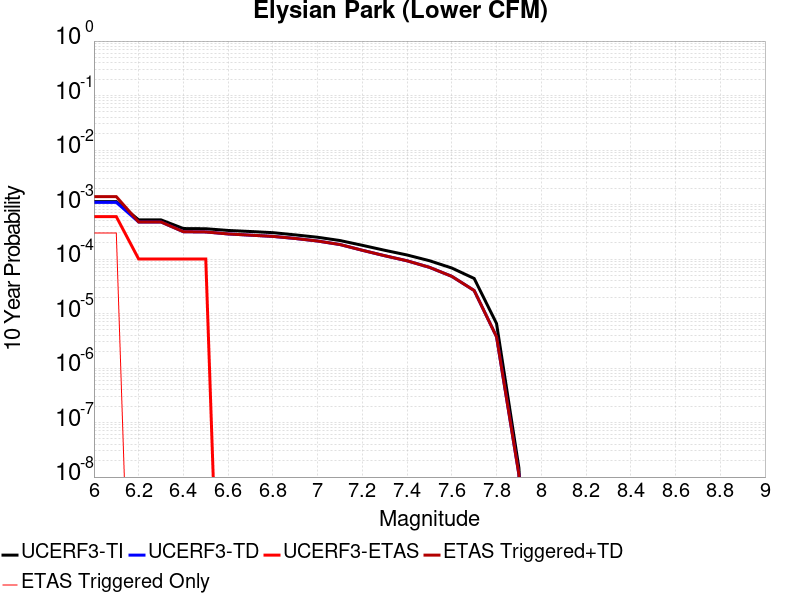 Elysian Park (Lower CFM)
10 Year Probability
10^0
10^-1
10^-2
10^-3
10^-4
10^-5
10^-6
10^-7
10^-8
6 6.2 6.4 6.6 6.8 7 7.2 7.4 7.6 7.8 8 8.2 8.4 8.6 8.8 9
Magnitude
UCERF3-TI UCERF3-TD UCERF3-ETAS ETAS Triggered+TD
ETAS Triggered Only